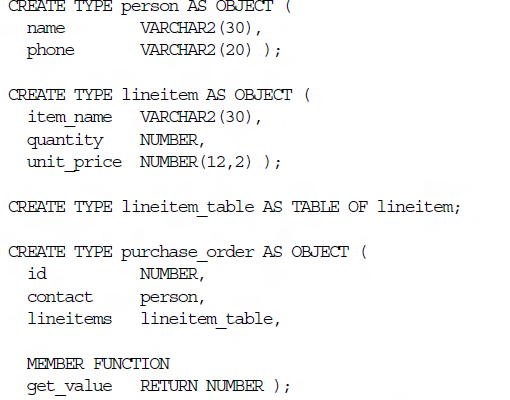 CREATE TYPE person AS OBJECT (
name VARCHAR2(30),
phone VARCHAR2(20) );
CREATE TYPE lineitem AS OBJECT (
item_name VARCHAR2(30),
quantity NUMBER,
unit_price NUMBER(12,2) );
CREATE TYPE lineitem_table AS TABLE OF lineitem;
CREATE TYPE purchase_order AS OBJECT (
id NUMBER,
contact person,
lineitems lineitem_table,
MEMBER FUNCTION
get_value RETURN NUMBER );